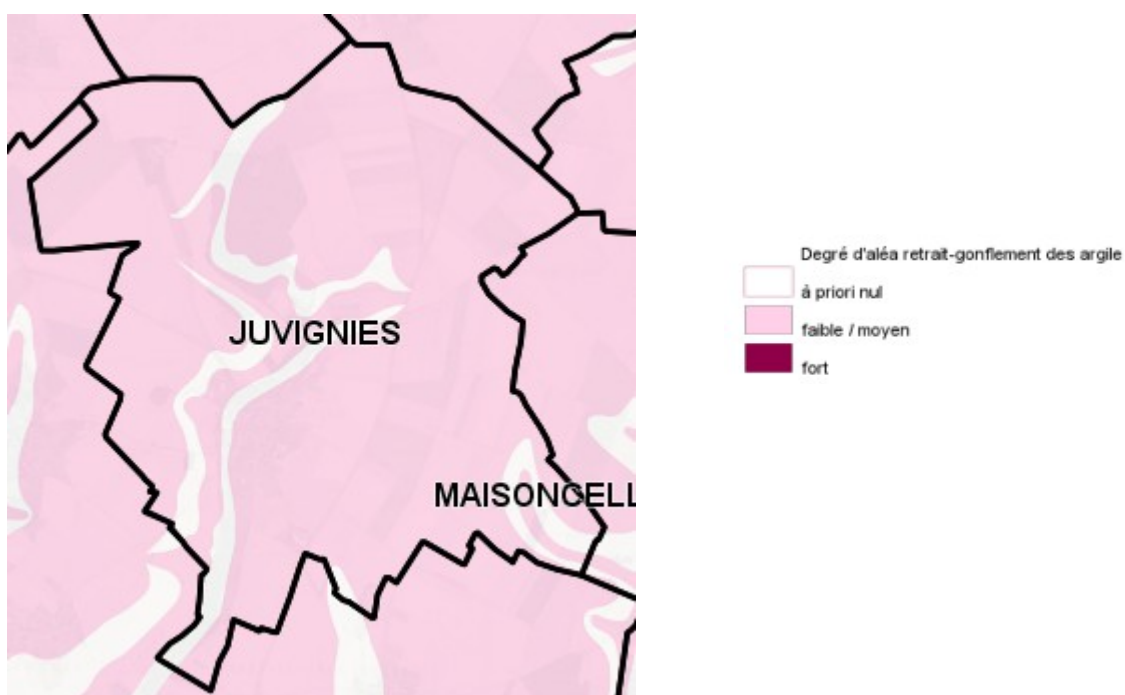 JUVIGNIES
MAISONCELL
Degré d'aléa retrait-gonflement des argile
à priori nul
faible / moyen
fort